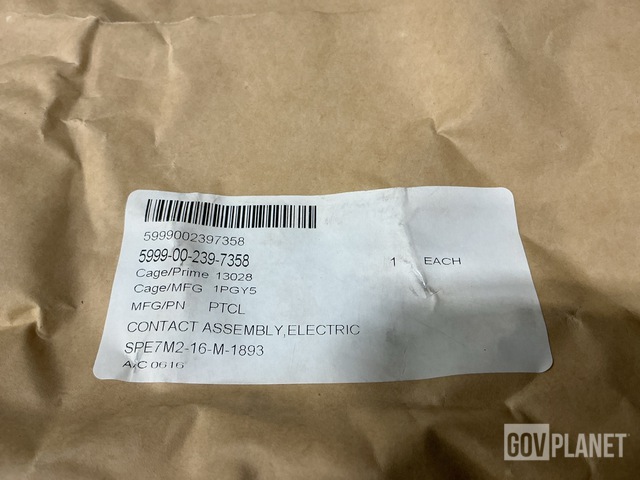 5999002397358
5999-00-239-7358
1 EACH
Cage/Prime 13028
Cage/MFG 1PGY5
MFG/PN PTCL
CONTACT ASSEMBLY,ELECTRIC
SPE7M2-16-M-1893
A/C 0616
GOVPLANET